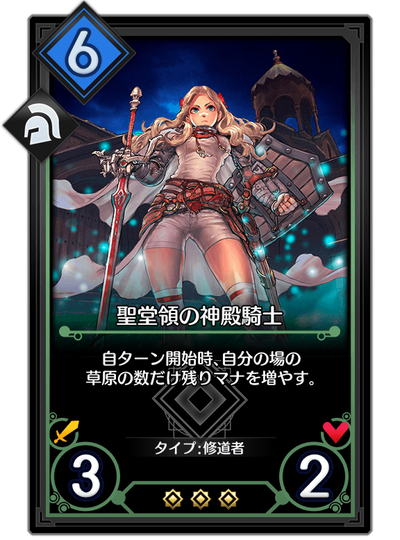 6
聖堂領の神殿騎士
自ターン開始時、自分の場の
草原の数だけ残りマナを増やす。
タイプ:修道者
3
2